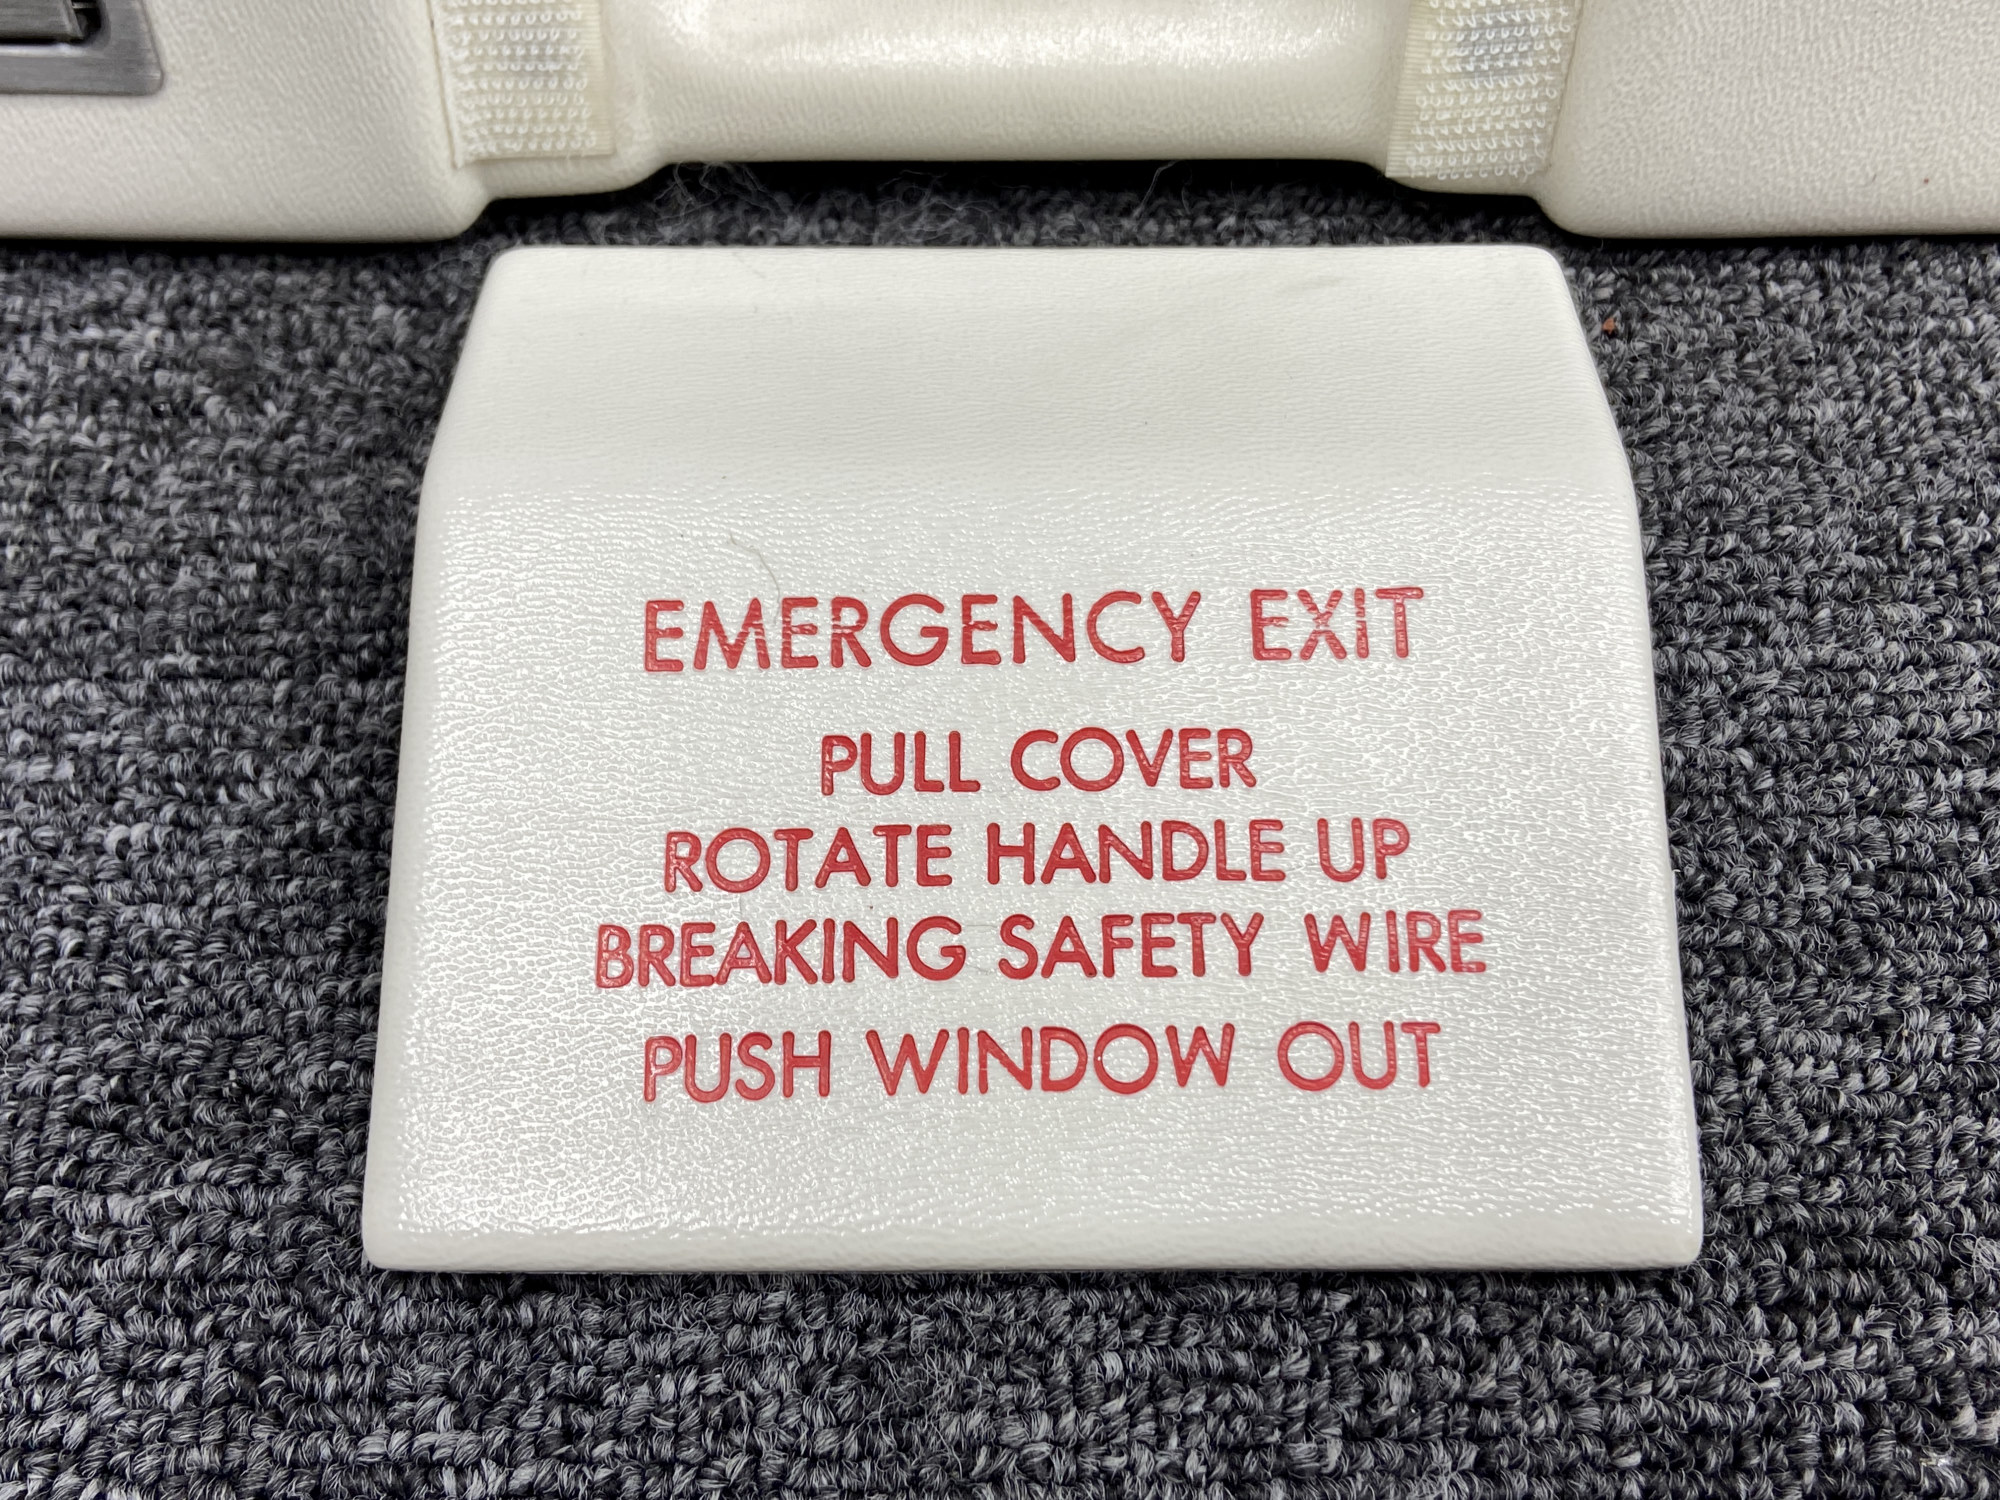 EMERGENCY EXIT
PULL COVER
ROTATE HANDLE UP
BREAKING SAFETY WIRE
PUSH WINDOW OUT